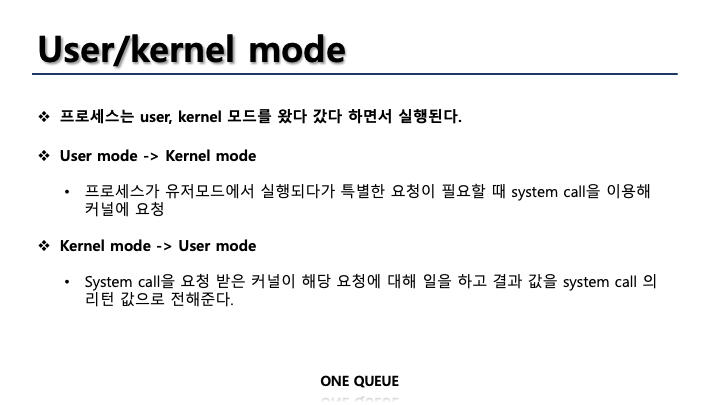 User/kernel mode
❖ 프로세스는 user, kernel 모드를 왔다 갔다 하면서 실행된다.
❖ User mode -> Kernel mode
• 프로세스가 유저모드에서 실행되다가 특별한 요청이 필요할 때 system call을 이용해
커널에 요청
❖ Kernel mode -> User mode
• System call을 요청 받은 커널이 해당 요청에 대해 일을 하고 결과 값을 system call 의
리턴 값으로 전해준다.
ONE QUEUE